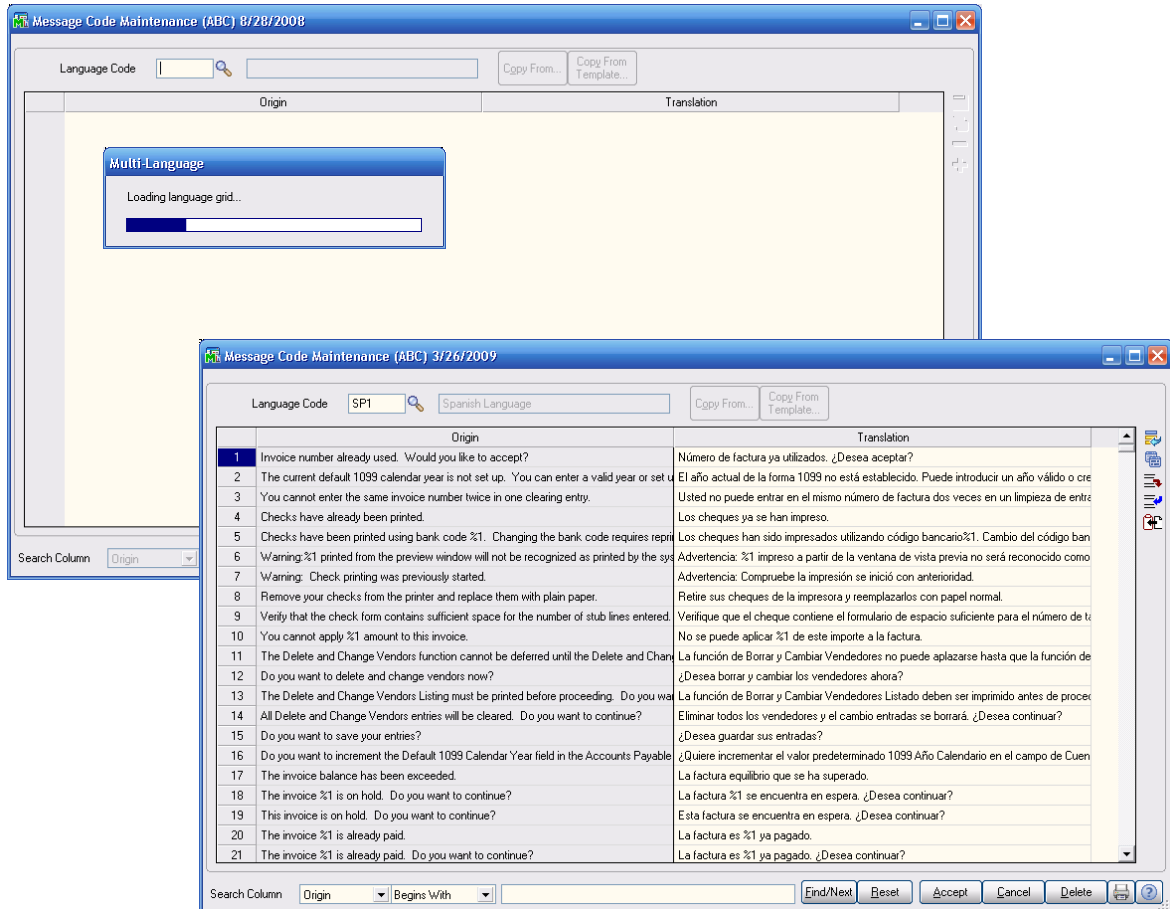 Message Code Maintenance (ABC) 8/28/2008
Language Code
Copy From...
Copy From
Template...
Origin
Translation
Multi-Language
Loading language grid...
Search Column
Origin
Message Code Maintenance (ABC) 3/26/2009
Language Code
SP1
Spanish Language
Copy From...
Copy From
Template...
Origin
Translation
1 Invoice number already used. Would you like to accept? Número de factura ya utilizados. ¿Desea aceptar?
2 The current default 1099 calendar year is not set up. You can enter a valid year or set u El año actual de la forma 1099 no está establecido. Puede introducir un año válido o cre
3 You cannot enter the same invoice number twice in one clearing entry. Usted no puede entrar en el mismo número de factura dos veces en un limpieza de entra
4 Checks have already been printed. Los cheques ya se han impreso.
5 Checks have been printed using bank code %1. Changing the bank code requires repri Los cheques han sido impresados utilizando código bancario%1. Cambio del código ban
6 Warning:%1 printed from the preview window will not be recognized as printed by the sys Advertencia: %1 impreso a partir de la ventana de vista previa no será reconocido como
7 Warning: Check printing was previously started. Advertencia: Compruebe la impresión se inició con anterioridad.
8 Remove your checks from the printer and replace them with plain paper. Retire sus cheques de la impresora y reemplazarlos con papel normal.
9 Verify that the check form contains sufficient space for the number of stub lines entered. Verifique que el cheque contiene el formulario de espacio suficiente para el número de ta
10 You cannot apply %1 amount to this invoice. No se puede aplicar %1 de este importe a la factura.
11 The Delete and Change Vendors function cannot be deferred until the Delete and Chan La función de Borrar y Cambiar Vendedores no puede aplazarse hasta que la función de
12 Do you want to delete and change vendors now? ¿Desea borrar y cambiar los vendedores ahora?
13 The Delete and Change Vendors Listing must be printed before proceeding. Do you wa La función de Borrar y Cambiar Vendedores Listado deben ser imprimido antes de proced
14 All Delete and Change Vendors entries will be cleared. Do you want to continue? Eliminar todos los vendedores y el cambio entradas se borrará. ¿Desea continuar?
15 Do you want to save your entries? ¿Desea guardar sus entradas?
16 Do you want to increment the Default 1099 Calendar Year field in the Accounts Payable ¿Quiere incrementar el valor predeterminado 1099 Año Calendario en el campo de Cuen
17 The invoice balance has been exceeded. La factura equilibrio que se ha superado.
18 The invoice %1 is on hold. Do you want to continue? La factura %1 se encuentra en espera. ¿Desea continuar?
19 This invoice is on hold. Do you want to continue? Esta factura se encuentra en espera. ¿Desea continuar?
20 The invoice %1 is already paid. La factura es %1 ya pagado.
21 The invoice %1 is already paid. Do you want to continue? La factura es %1 ya pagado. ¿Desea continuar?
Search Column
Origin
Begins With
Find/Next
Reset
Accept
Cancel
Delete